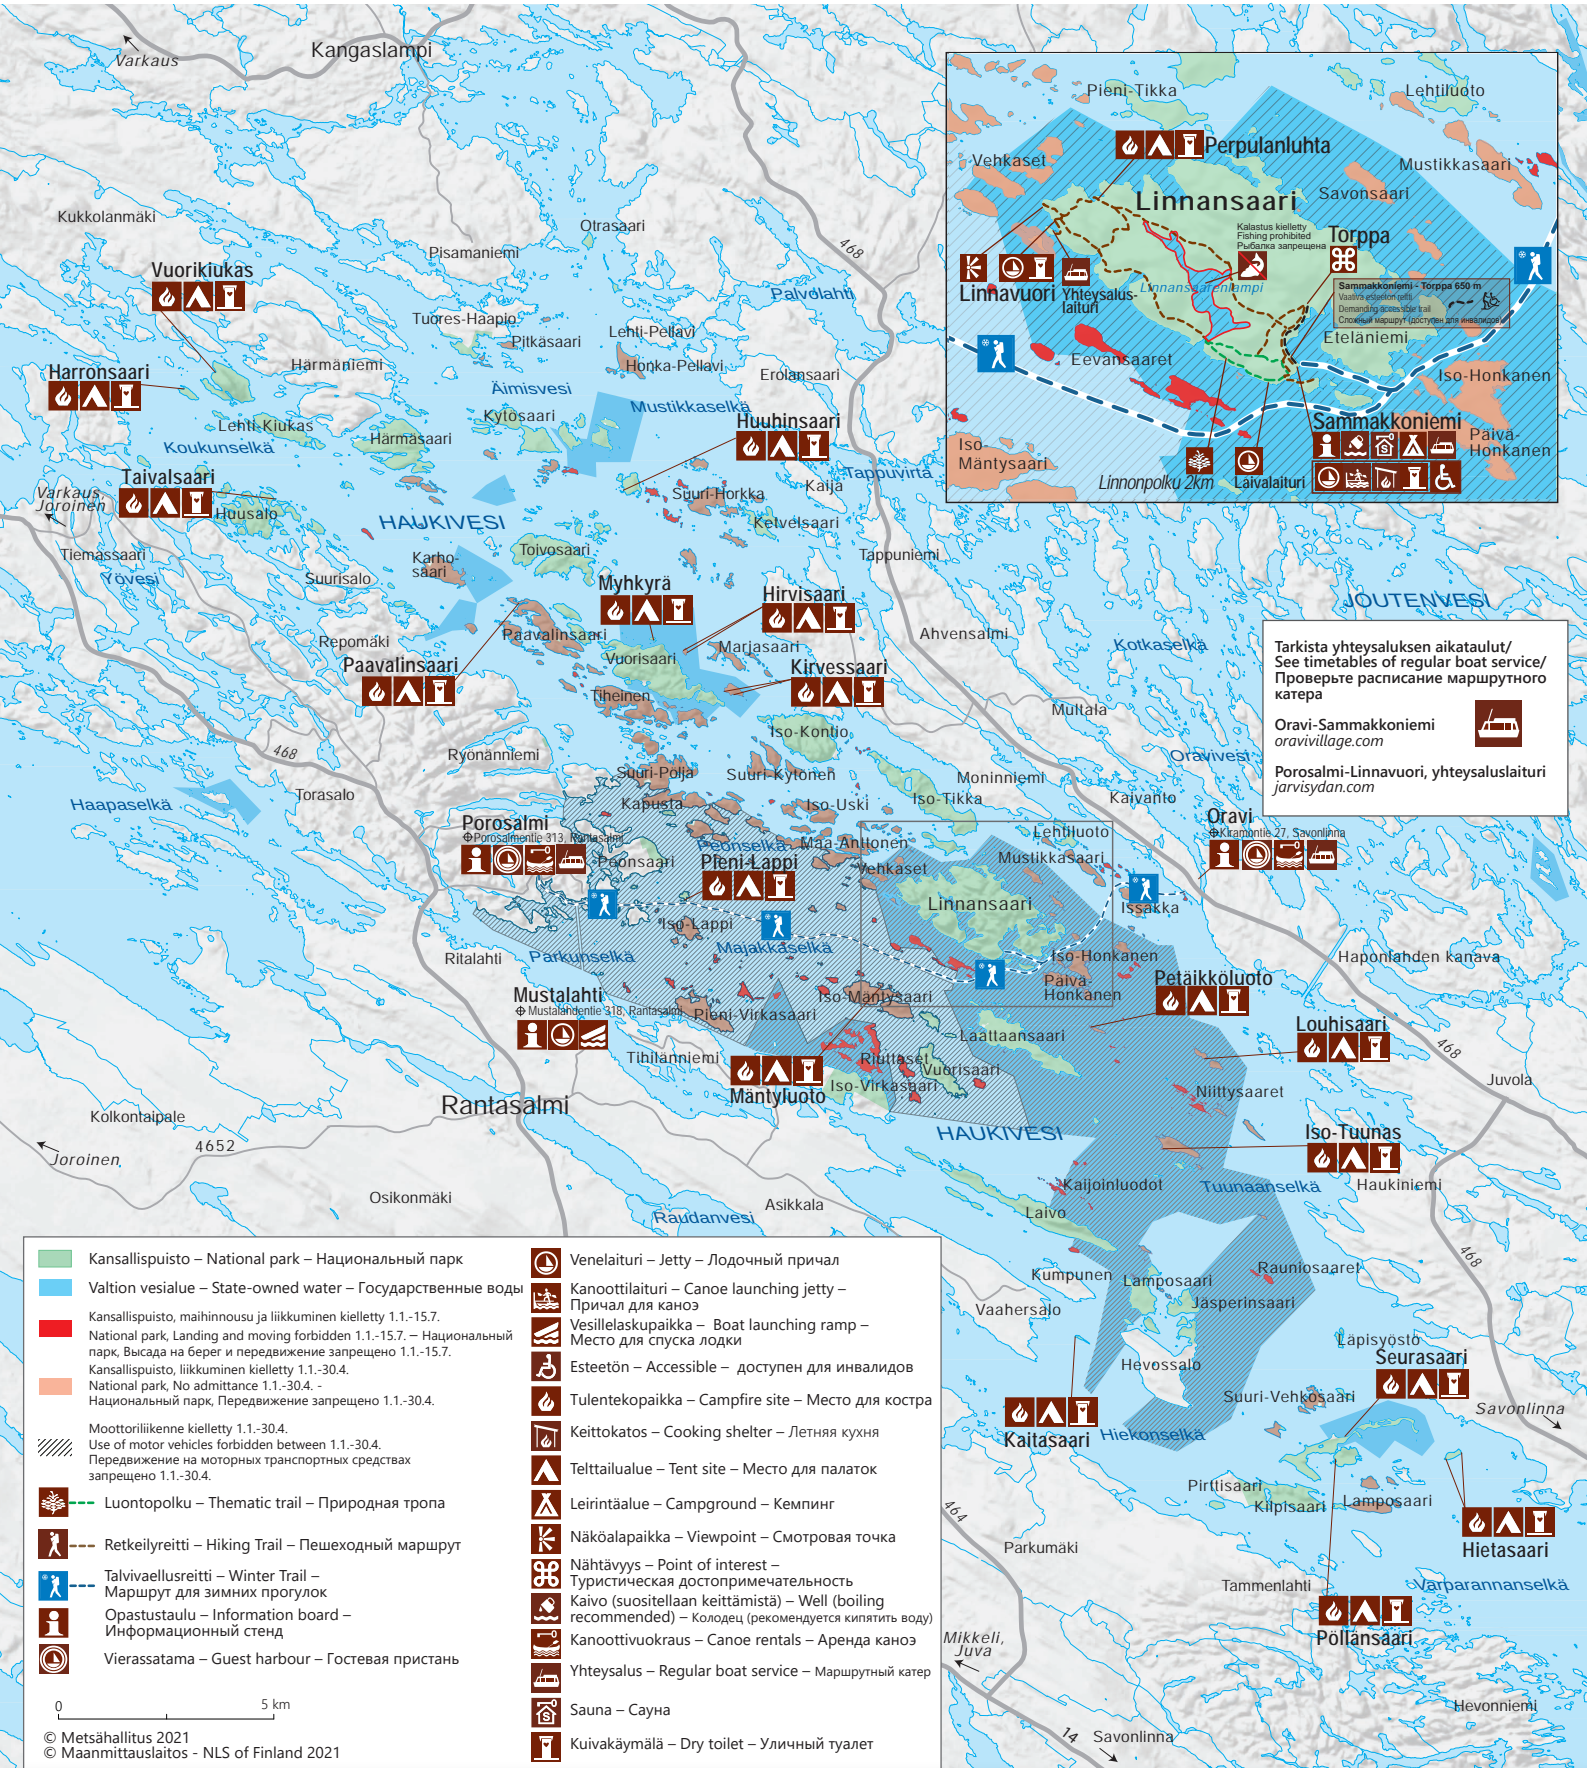 Varkaus
Kangaslampi
Kukkolanmäki
Otrasaari
468
Pisamaniemi
Vuorikiukas
Palvolahti
Tuores-Haapio
Pitkäsaari
Lehti-Pellavi
Honka-Pellavi
Härmäniemi
Erolansaari
Harronsaari
Äimisvesi
Mustikkaselkä
Kytösaari
Huuhinsaari
Lehti-Kiukas
Härmäsaari
Koukunselkä
Taivalsaari
Tappuvirta
Kaija
Suuri-Horkka
Varkaus
Joroinen
Huusalo
HAUKIVESI
Ketvelsaari
Tiemassaari
Yövesi
Suurisalo
Karho-
saari
Toivosaari
Tappuniemi
Myhkyrä
Hirvisaari
JOUTENVESI
Repomäki
Paavalinsaari
Ahvensalmi
Kotkaselkä
Vuorisaari
Marjasaari
Paavalinsaari
Kirvessaari
Tiheinen
Multala
Iso-Kontio
468
Ryönänniemi
Oravivesi
Suuri-Polja
Suuri-Kytönen
Moninniemi
Haapaselkä
Torasalo
Kapusta
Iso-Uski
Iso-Tikka
Kaivanto
Porosalmi
Porosalmentie 313, Rantasalmi
Oravi
Kiramontie 27, Savonlinna
Peonselkä
Maa-Anttonen
Lehtiluoto
Peonsaari
Pieni-Lappi
Vehkaset
Mustikkasaari
Linnansaari
Issakka
Iso-Lappi
Majakkaselkä
Ritalahti
Parkunselkä
Iso-Honkanen
Haponlahden kanava
Päivä-
Honkanen
Petäikköluoto
Mustalahti
Mustalahdentie 318, Rantasalmi
Iso-Mäntysaari
Pieni-Virkasaari
Laattaansaari
Louhisaari
Tihilänniemi
Riuttaset
Vuorisaari
468
Juvola
Mäntyluoto
Iso-Virkasaari
Niittysaaret
Rantasalmi
Kolkontaipale
4652
Joroinen
HAUKIVESI
Iso-Tuunas
Osikonmäki
Kaijoinluodot
Tuunaanselkä
Haukiniemi
Asikkala
Laivo
Raudanvesi
468
Kumpunen
Lamposaari
Rauniosaaret
Vaahersalo
Jäsperinsaari
Läpisyöstö
Hevossalo
Seurasaari
Suuri-Vehkosaari
Savonlinna
Kaitasaari
Hiekonselkä
Pirttisaari
Kilpisaari
Lamposaari
464
Hietasaari
Parkumäki
Tammenlahti
Varparannanselkä
Pöllänsaari
Mikkeli,
Juva
Hevonniemi
14
Savonlinna
Pieni-Tikka
Lehtiluoto
Perpulanluhta
Vehkaset
Mustikkasaari
Savonsaari
Linnansaari
Kalastus kielletty
Fishing prohibited
Рыбалка запрещена
Torppa
Linnavuori
Yhteysalus-
laituri
Linnansaarenlampi
Sammakkoniemi - Torppa 650 m
Vaativa esteetön reitti
Demanding accessible trail
Сложный маршрут (доступен для инвалидов)
Eteläniemi
Eevansaaret
Iso-Honkanen
Sammakkoniemi
Päivä-
Honkanen
Iso-
Mäntysaari
Linnonpolku 2km
Laivalaituri
Tarkista yhteysaluksen aikataulut/
See timetables of regular boat service/
Проверьте расписание маршрутного
катера
Oravi-Sammakkoniemi
oravivillage.com
Porosalmi-Linnavuori, yhteysaluslaituri
jarvisydan.com
Kansallispuisto – National park – Национальный парк
Valtion vesialue – State-owned water – Государственные воды
Kansallispuisto, maihinnousu ja liikkuminen kielletty 1.1.-15.7.
National park, Landing and moving forbidden 1.1.-15.7. – Национальный
парк, Высада на берег и передвижение запрещено 1.1.-15.7.
Kansallispuisto, liikkuminen kielletty 1.1.-30.4.
National park, No admittance 1.1.-30.4. -
Национальный парк, Передвижение запрещено 1.1.-30.4.
Moottoriliikenne kielletty 1.1.-30.4.
Use of motor vehicles forbidden between 1.1.-30.4.
Передвижение на моторных транспортных средствах
запрещено 1.1.-30.4.
Luontopolku – Thematic trail – Природная тропа
Retkeilyreitti – Hiking Trail – Пешеходный маршрут
Talvivaellusreitti – Winter Trail –
Маршрут для зимних прогулок
Opastustaulu – Information board –
Информационный стенд
Vierassatama – Guest harbour – Гостевая пристань
0 5 km
© Metsähallitus 2021
© Maanmittauslaitos - NLS of Finland 2021
Venelaituri – Jetty – Лодочный причал
Kanoottilaituri – Canoe launching jetty –
Причал для каноэ
Vesillelaskupaikka – Boat launching ramp –
Место для спуска лодки
Esteetön – Accessible – доступен для инвалидов
Tulentekopaikka – Campfire site – Место для костра
Keittokatos – Cooking shelter – Летняя кухня
Telttailualue – Tent site – Место для палаток
Leirintäalue – Campground – Кемпинг
Näköalapaikka – Viewpoint – Смотровая точка
Nähtävyys – Point of interest –
Туристическая достопримечательность
Kaivo (suositellaan keittämistä) – Well (boiling
recommended) – Колодец (рекомендуется кипятить воду)
Kanoottivuokraus – Canoe rentals – Аренда каноэ
Yhteysalus – Regular boat service – Маршрутный катер
Sauna – Сауна
Kuivakäymälä – Dry toilet – Уличный туалет